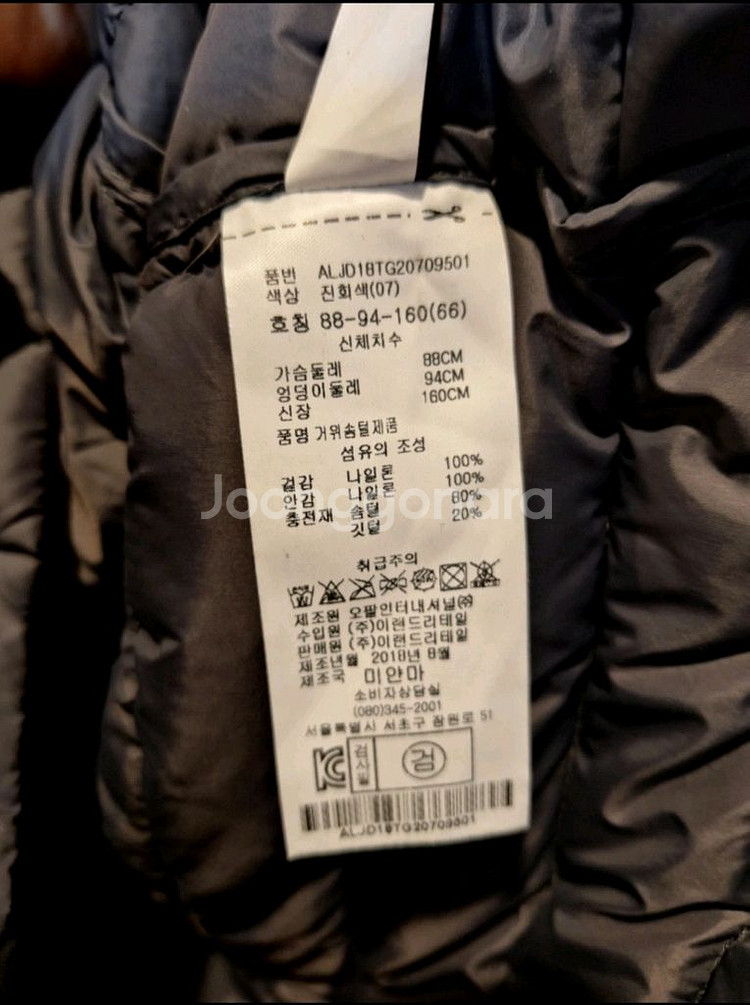 품번 ALJD18TG20709501
색상 진회색(07)
호칭 88-94-160(66)
신체치수
가슴둘레 88CM
엉덩이둘레 94CM
신장 160CM
품명 거위솜털제품
섬유의 조성
겉감 나일론 100%
안감 나일론 100%
충전재 솜털 80%
깃털 20%
Joonggonara
취급주의
제조원 오팔인터내셔널㈜
수입원 (주)이랜드리테일
판매원 (주)이랜드리테일
제조년월 2018년 8월
제조국 미얀마
소비자상담실
(080)345-2001
서울특별시 서초구 잠원로 51
검사필
검
ALJD18TG20709501